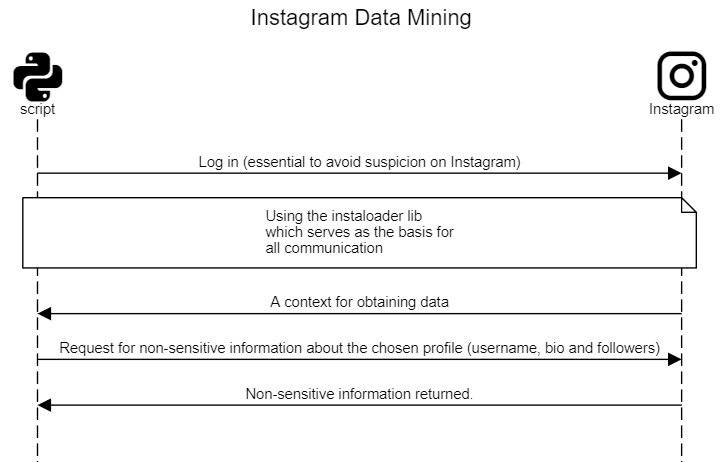 Instagram Data Mining
script
Instagram
Log in (essential to avoid suspicion on Instagram)
Using the instaloader lib
which serves as the basis for
all communication
A context for obtaining data
Request for non-sensitive information about the chosen profile (username, bio and followers)
Non-sensitive information returned.